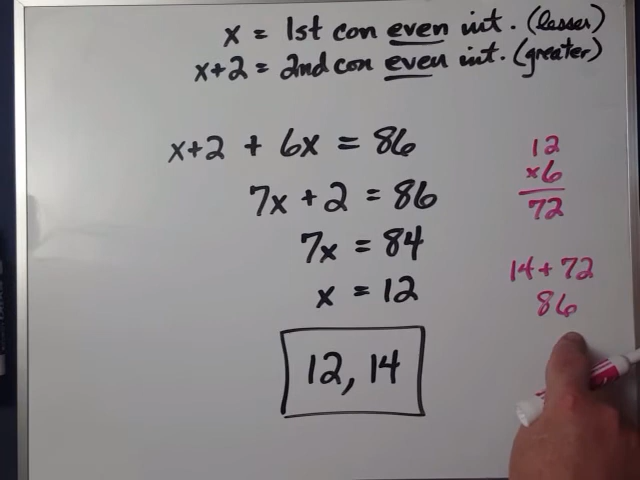 x = 1st con even int. (lesser)
x+2 = 2nd con even int. (greater)
x+2 + 6x = 86
7x + 2 = 86
7x = 84
x = 12
12, 14
12
x6
72
14 + 72
86